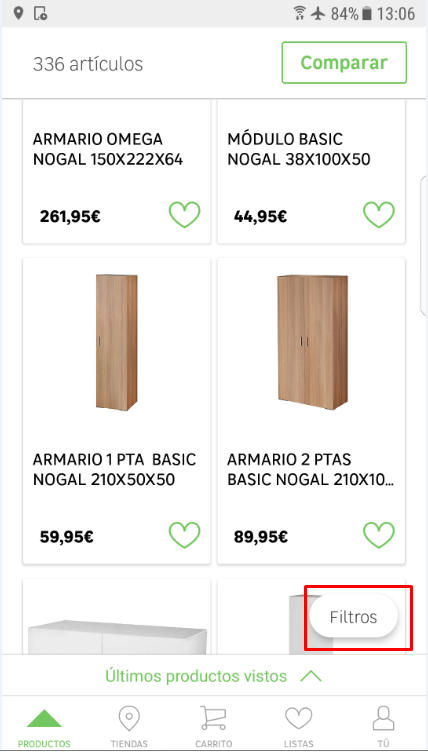 84% 13:06
336 artículos
Comparar
ARMARIO OMEGA
NOGAL 150X222X64
261,95€
MÓDULO BASIC
NOGAL 38X100X50
44,95€
ARMARIO 1 PTA BASIC
NOGAL 210X50X50
59,95€
ARMARIO 2 PTAS
BASIC NOGAL 210X10...
89,95€
Filtros
Últimos productos vistos
PRODUCTOS
TIENDAS
CARRITO
LISTAS
TÚ